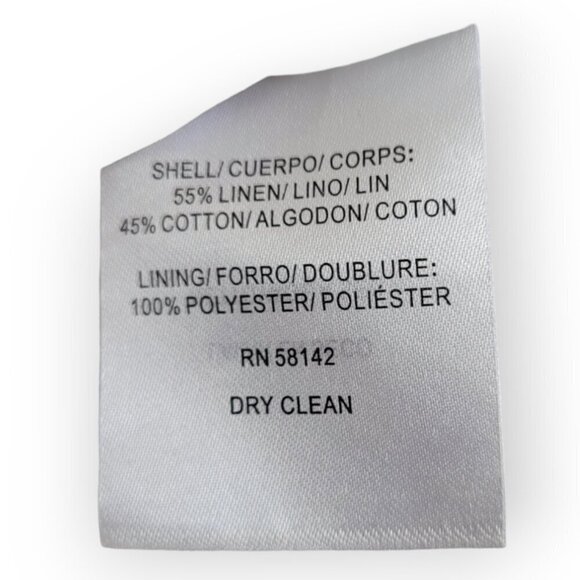 SHELL/ CUERPO/ CORPS:
55% LINEN/ LINO/ LIN
45% COTTON/ ALGODON/ COTON
LINING/ FORRO/ DOUBLURE:
100% POLYESTER/ POLIÉSTER
RN 58142
DRY CLEAN